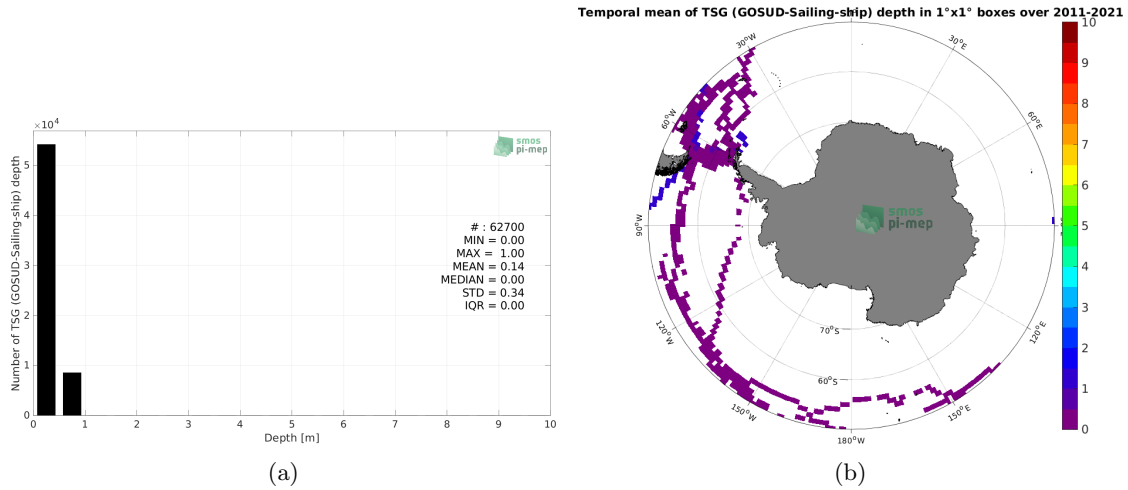 ×10⁴
5
4
3
2
1
0
Number of TSG (GOSUD-Sailing-ship) depth
0 1 2 3 4 5 6 7 8 9 10
Depth [m]
smos
pi-mep
# : 62700
MIN = 0.00
MAX = 1.00
MEAN = 0.14
MEDIAN = 0.00
STD = 0.34
IQR = 0.00
(a)
Temporal mean of TSG (GOSUD-Sailing-ship) depth in 1°x1° boxes over 2011-2021
30°W
30°E
60°W
60°E
90°W
120°W
120°E
150°W
150°E
180°W
70°S
60°S
smos
pi-mep
10
9
8
7
6
5
4
3
2
1
0
(b)